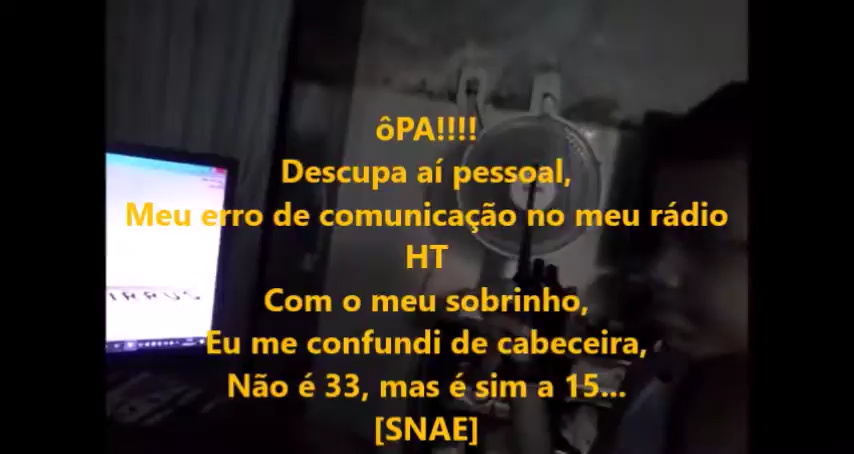 ôPA!!!!
Descupa aí pessoal,
Meu erro de comunicação no meu rádio
HT
Com o meu sobrinho,
Eu me confundi de cabeceira,
Não é 33, mas é sim a 15...
[SNAE]